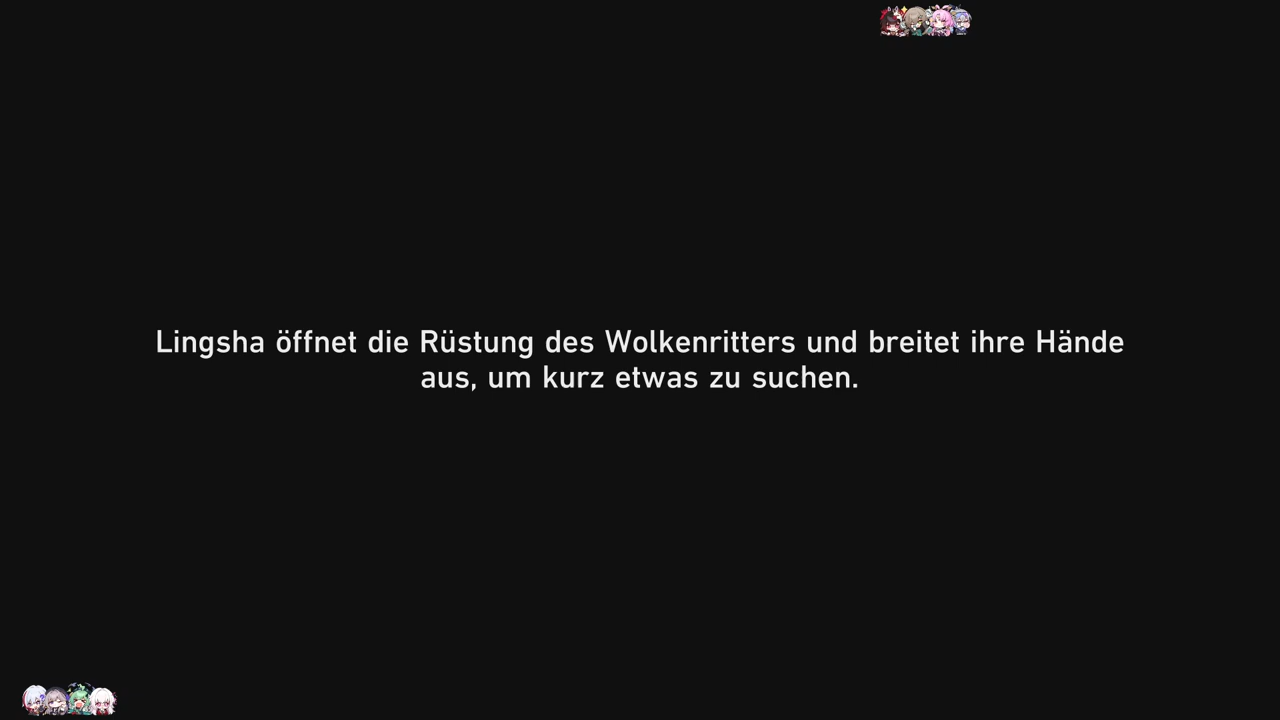 Lingsha öffnet die Rüstung des Wolkenritters und breitet ihre Hände
aus, um kurz etwas zu suchen.